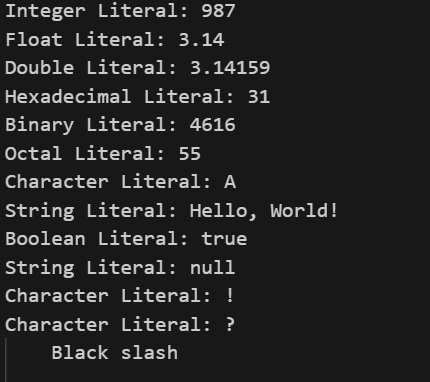 Integer Literal: 987
Float Literal: 3.14
Double Literal: 3.14159
Hexadecimal Literal: 31
Binary Literal: 4616
Octal Literal: 55
Character Literal: A
String Literal: Hello, World!
Boolean Literal: true
String Literal: null
Character Literal: !
Character Literal: ?
Black slash